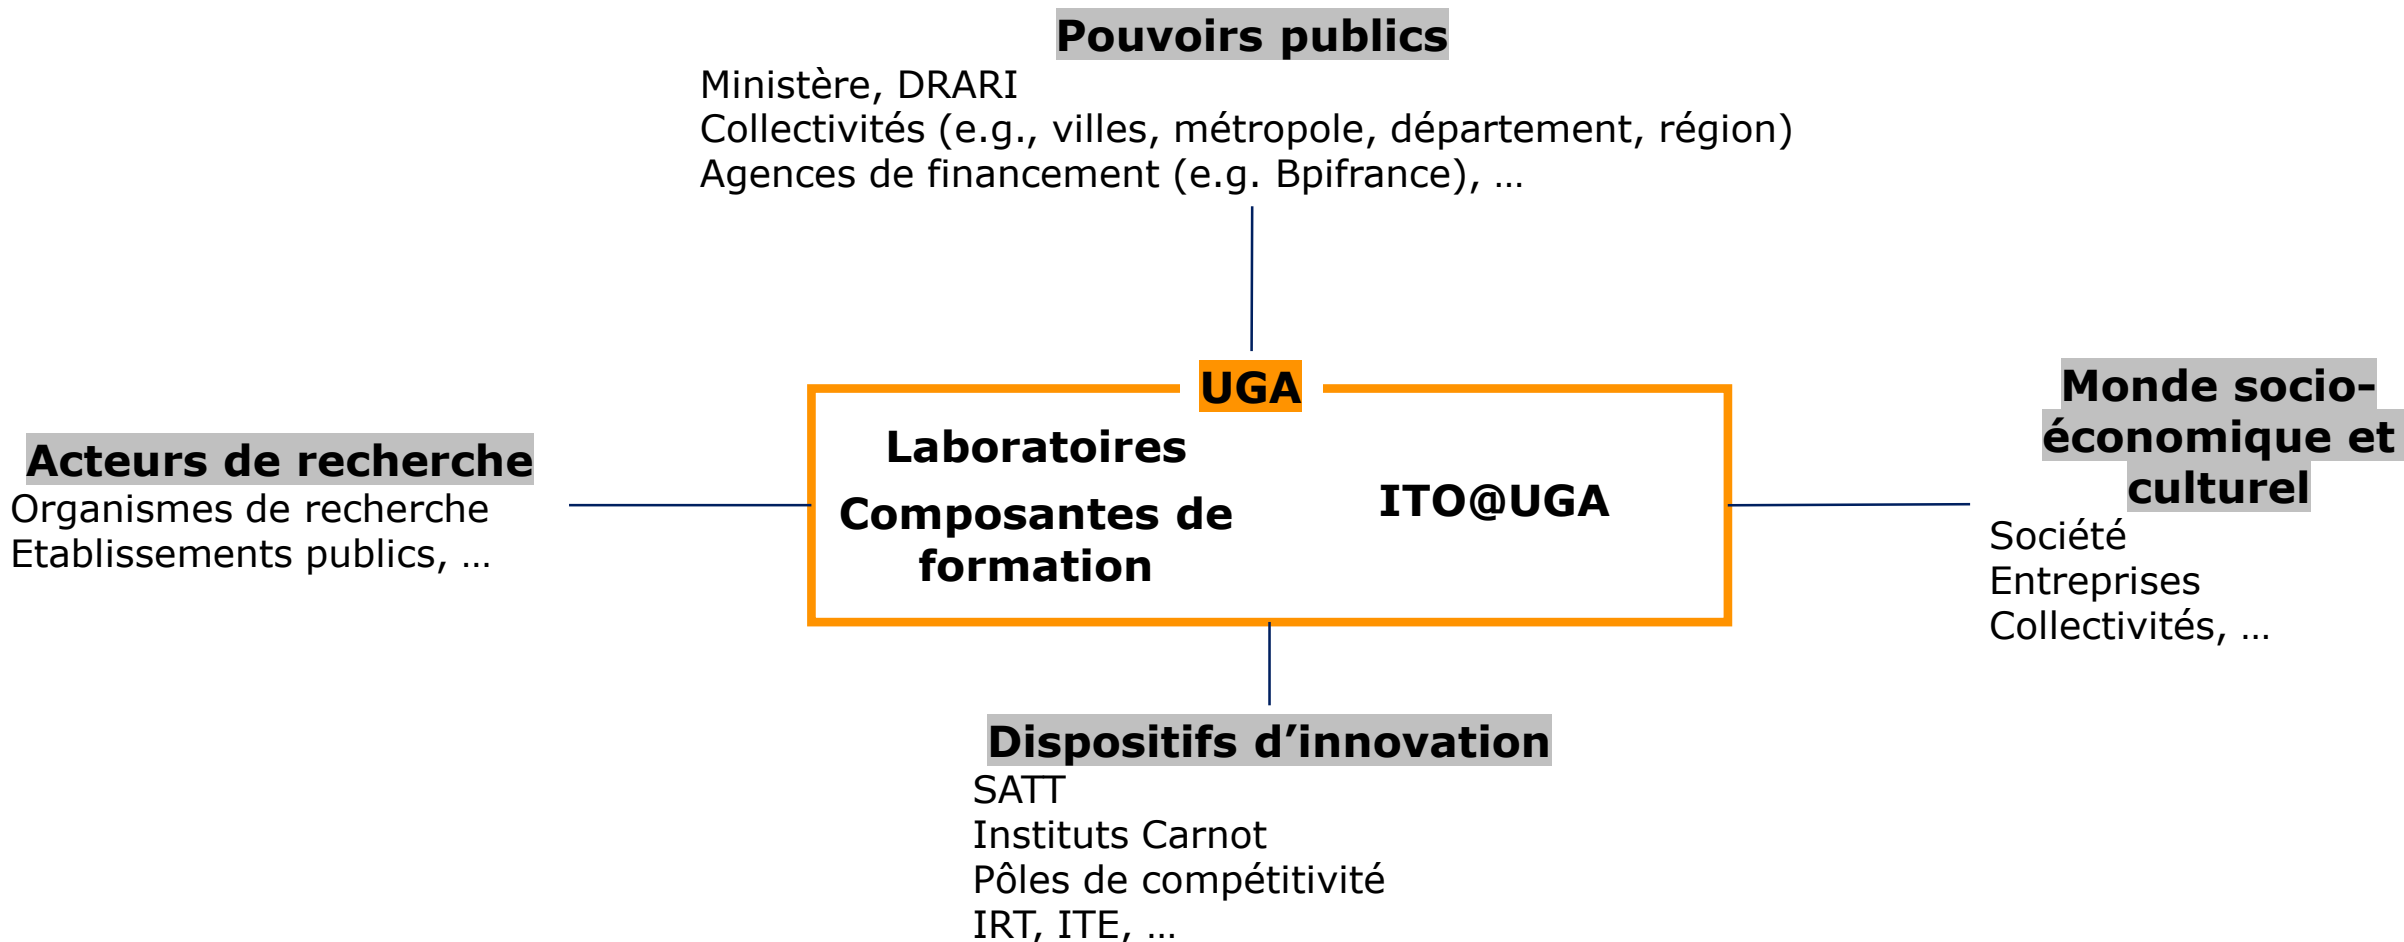 Pouvoirs publics
Ministère, DRARI
Collectivités (e.g., villes, métropole, département, région)
Agences de financement (e.g. Bpifrance), …
UGA
Laboratoires
Composantes de
formation
ITO@UGA
Acteurs de recherche
Organismes de recherche
Etablissements publics, …
Monde socio-
économique et
culturel
Société
Entreprises
Collectivités, …
Dispositifs d’innovation
SATT
Instituts Carnot
Pôles de compétitivité
IRT, ITE, …